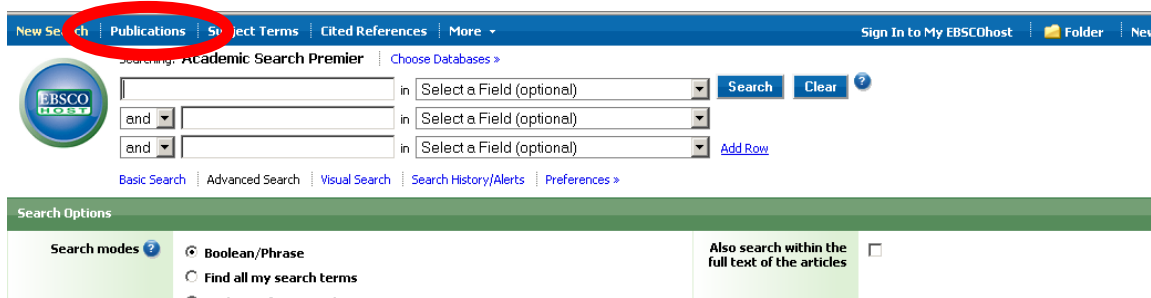 New Search Publications Subject Terms Cited References More Sign In to My EBSCOhost Folder New
Searching: Academic Search Premier Choose Databases »
EBSCO
HOST
in Select a Field (optional) Search Clear ?
and in Select a Field (optional)
and in Select a Field (optional) Add Row
Basic Search Advanced Search Visual Search Search History/Alerts Preferences »
Search Options
Search modes ? Boolean/Phrase Also search within the
full text of the articles
Find all my search terms